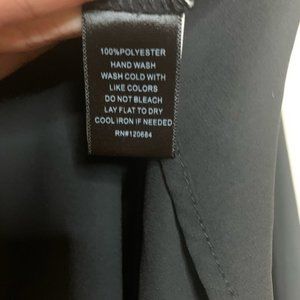 100%POLYESTER
HAND WASH
WASH COLD WITH
LIKE COLORS
DO NOT BLEACH
LAY FLAT TO DRY
COOL IRON IF NEEDED
RN#120684